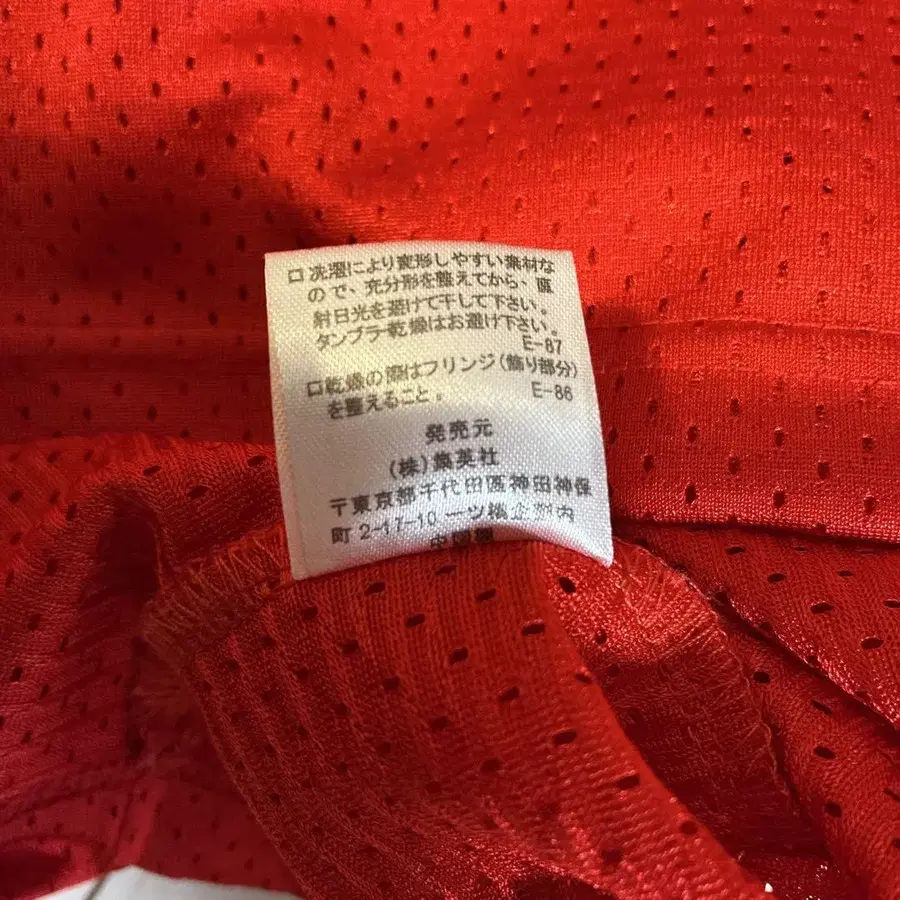 □ 洗濯により変形しやすい素材な
ので、充分形を整えてから、直
射日光を避けて干して下さい。
タンブラ乾燥はお避け下さい。
E-87
□乾燥の際はフリンジ(飾り部分)
を整えること。
E-86
発売元
(株)集英社
〒東京都千代田区神田神保
町 2-17-10 一ツ橋企画内